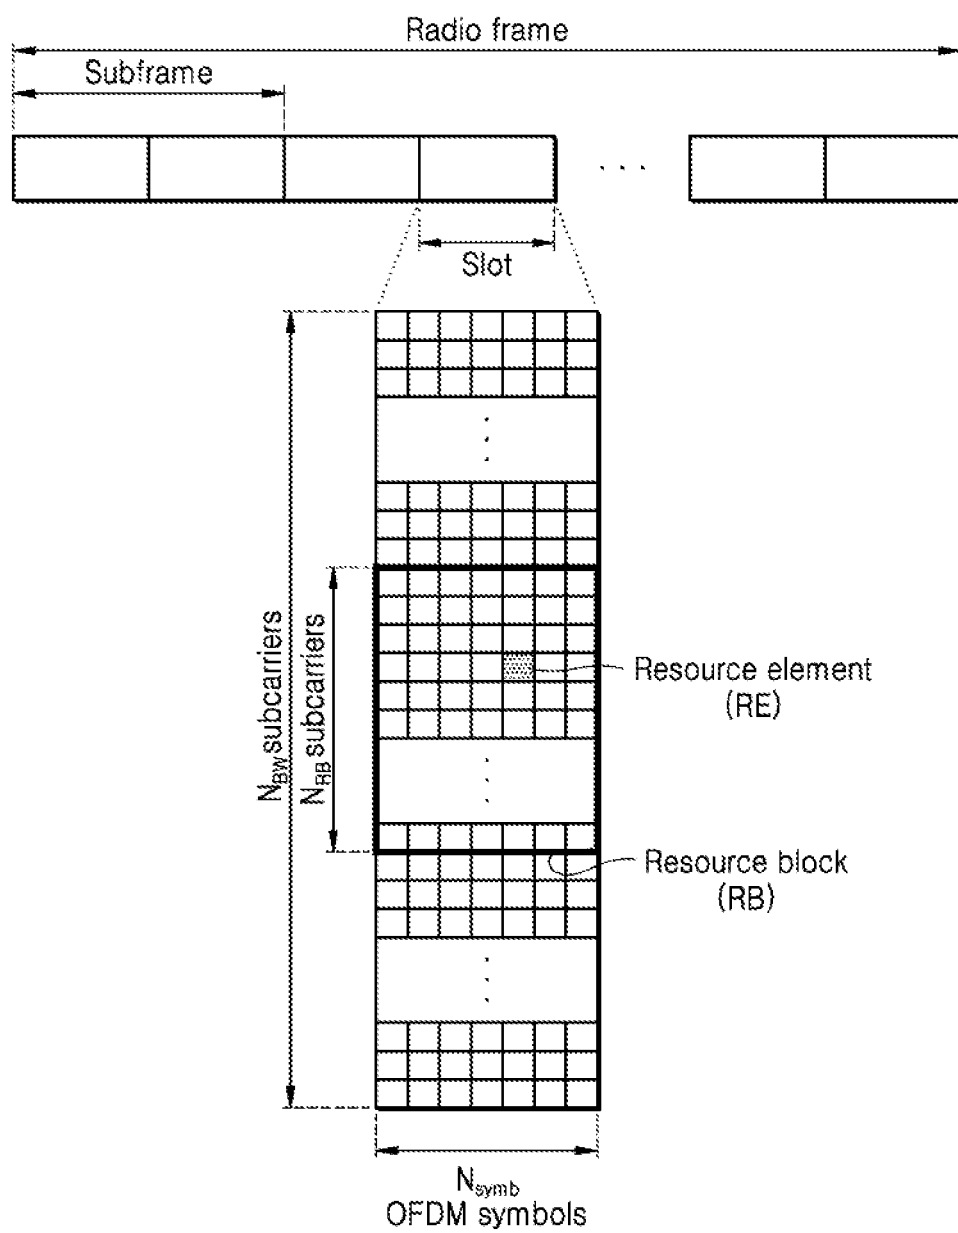 Radio frame
Subframe
Slot
N_BW subcarriers
N_RB subcarriers
Resource element
(RE)
Resource block
(RB)
N_symb
OFDM symbols